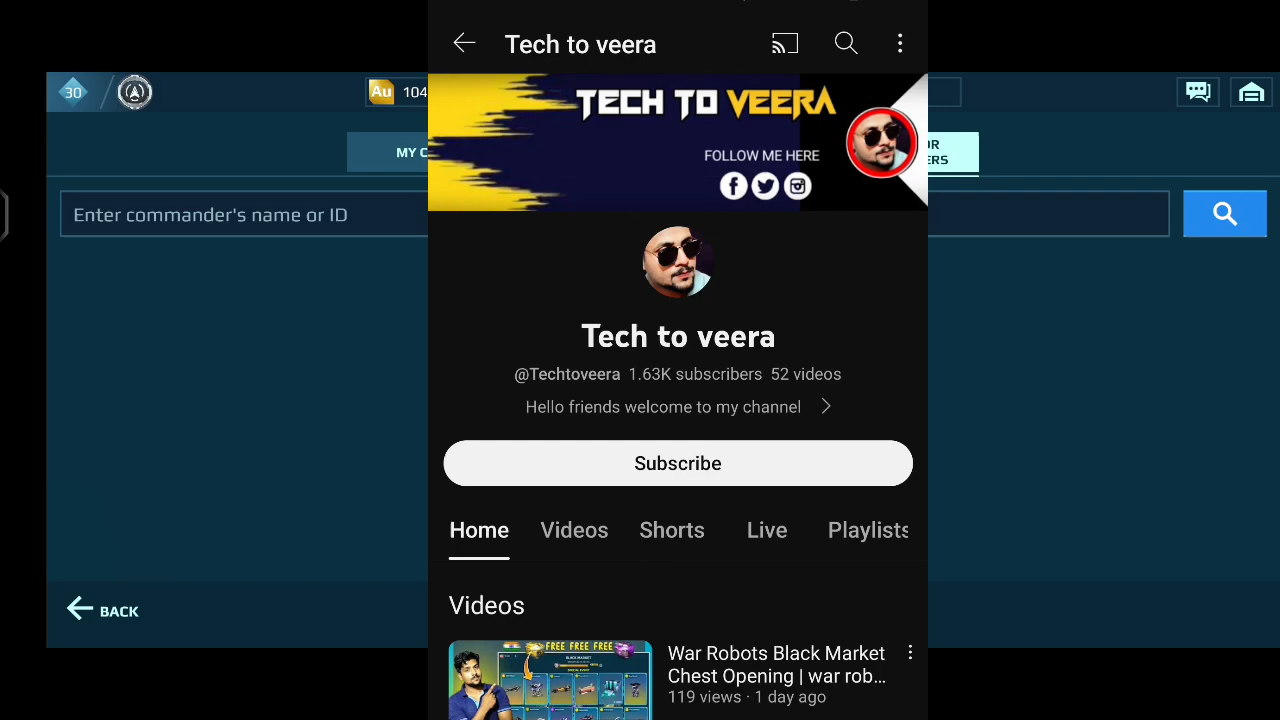 Tech to veera
30
Au 104
TECH TO VEERA
FOLLOW ME HERE
MY C
OR
ERS
Enter commander's name or ID
Tech to veera
@Techtoveera 1.63K subscribers 52 videos
Hello friends welcome to my channel
Subscribe
Home Videos Shorts Live Playlists
BACK
Videos
FREE FREE FREE
BLACK MARKET
War Robots Black Market
Chest Opening | war rob...
119 views · 1 day ago